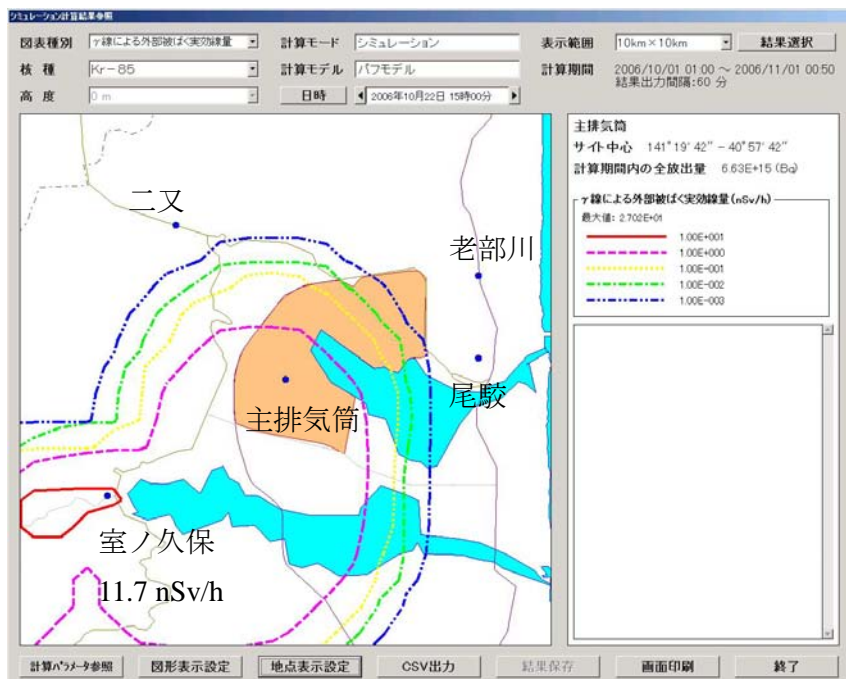 シミュレーション計算結果参照
図表種別 γ線による外部被ばく実効線量 計算モード シミュレーション 表示範囲 10km×10km 結果選択
核 種 Kr-85 計算モデル パフモデル 計算期間 2006/10/01 01:00 ～ 2006/11/01 00:50
結果出力間隔:60 分
高 度 0 m 日時 2006年10月22日 15時00分
主排気筒
サイト中心 141°19' 42" - 40°57' 42"
計算期間内の全放出量 6.63E+15 (Bq)
γ線による外部被ばく実効線量(nSv/h)
最大値: 2.702E+01
1.00E+001
1.00E+000
1.00E-001
1.00E-002
1.00E-003
二又
老部川
尾駮
主排気筒
室ノ久保
11.7 nSv/h
計算パラメータ参照 図形表示設定 地点表示設定 CSV出力 結果保存 画面印刷 終了